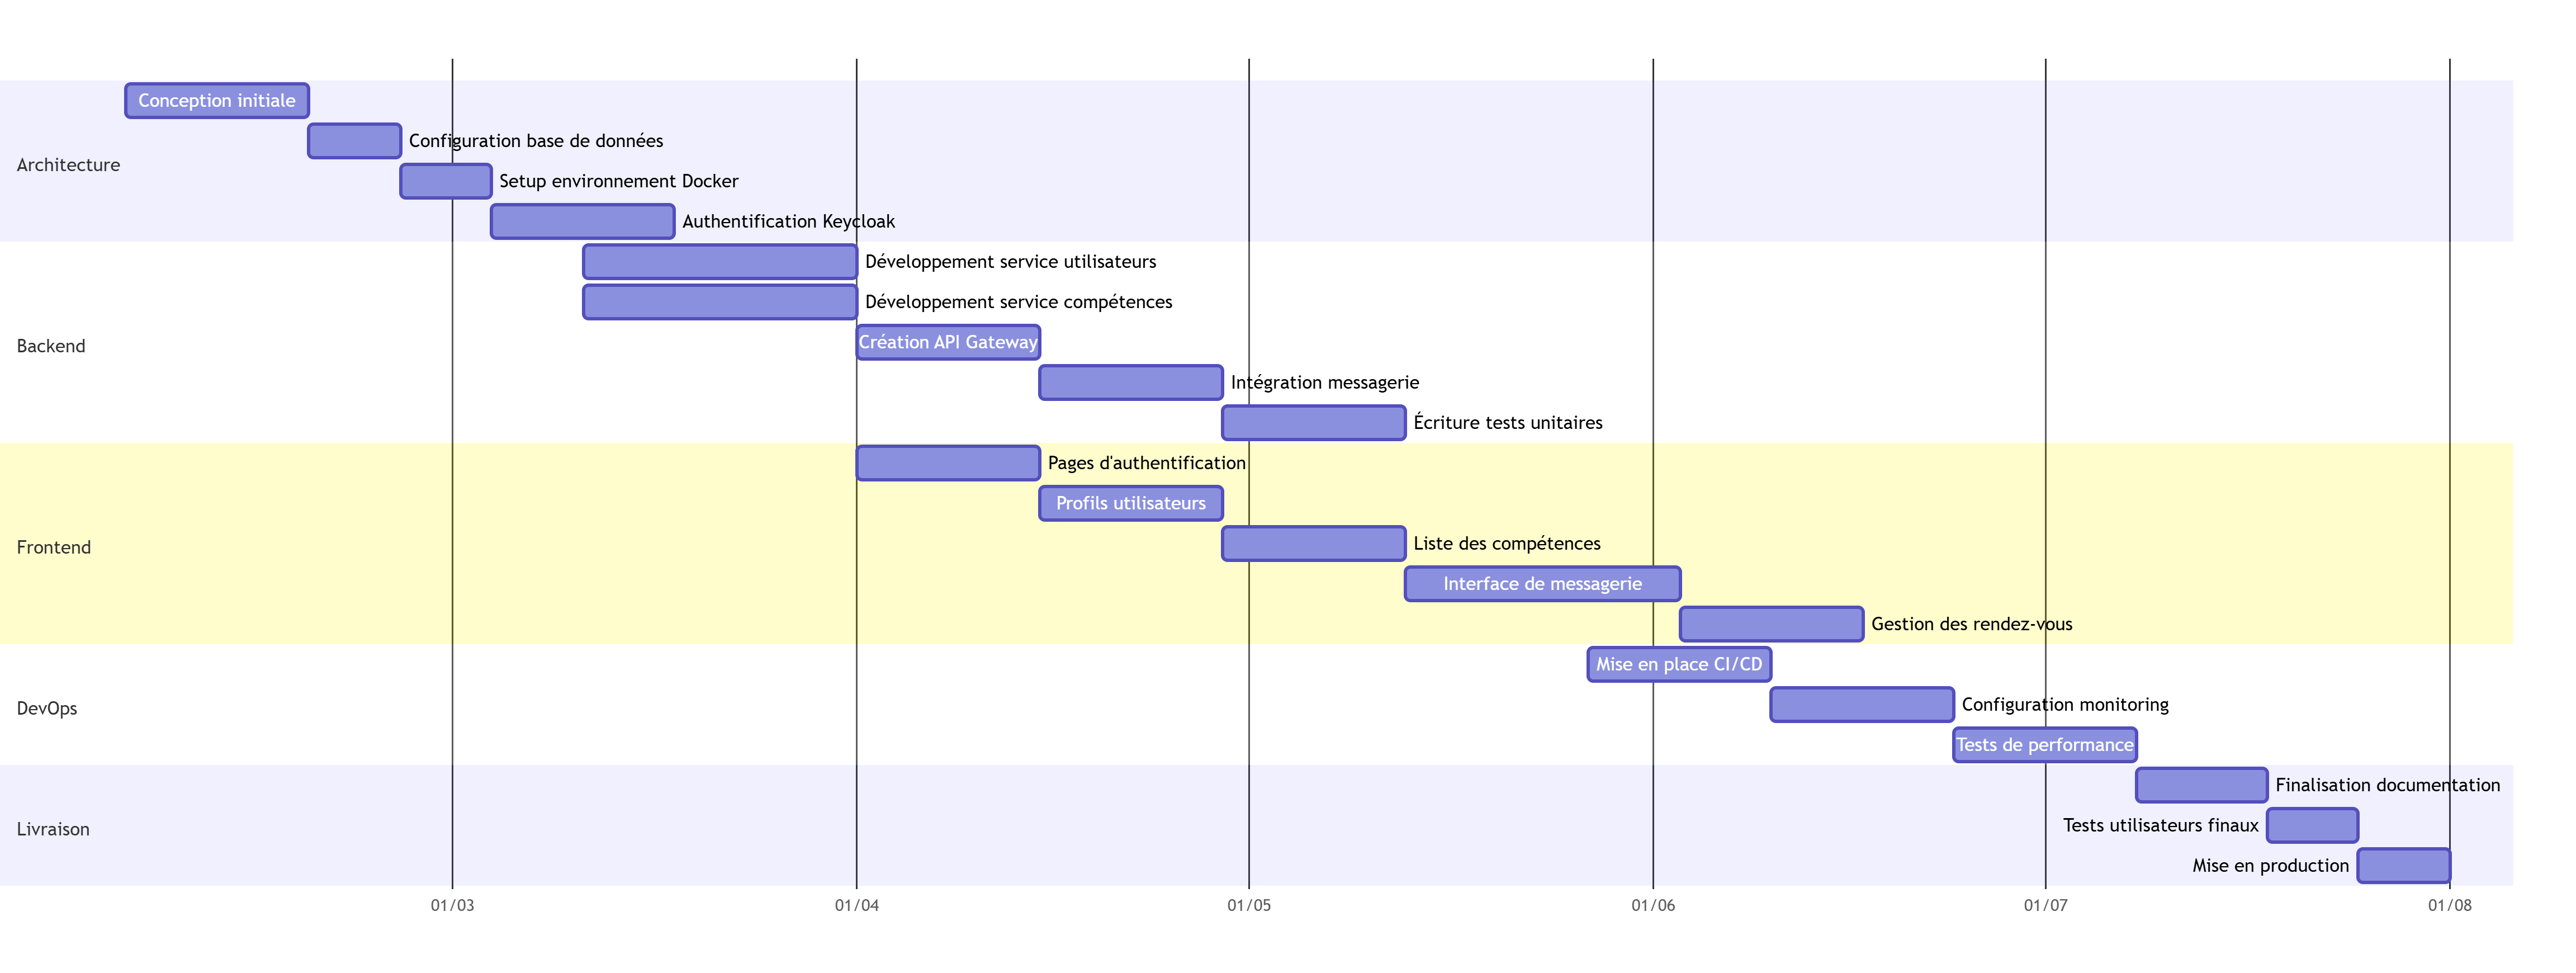 Architecture
Conception initiale
Configuration base de données
Setup environnement Docker
Authentification Keycloak
Backend
Développement service utilisateurs
Développement service compétences
Création API Gateway
Intégration messagerie
Écriture tests unitaires
Frontend
Pages d'authentification
Profils utilisateurs
Liste des compétences
Interface de messagerie
Gestion des rendez-vous
DevOps
Mise en place CI/CD
Configuration monitoring
Tests de performance
Livraison
Finalisation documentation
Tests utilisateurs finaux
Mise en production
01/03
01/04
01/05
01/06
01/07
01/08